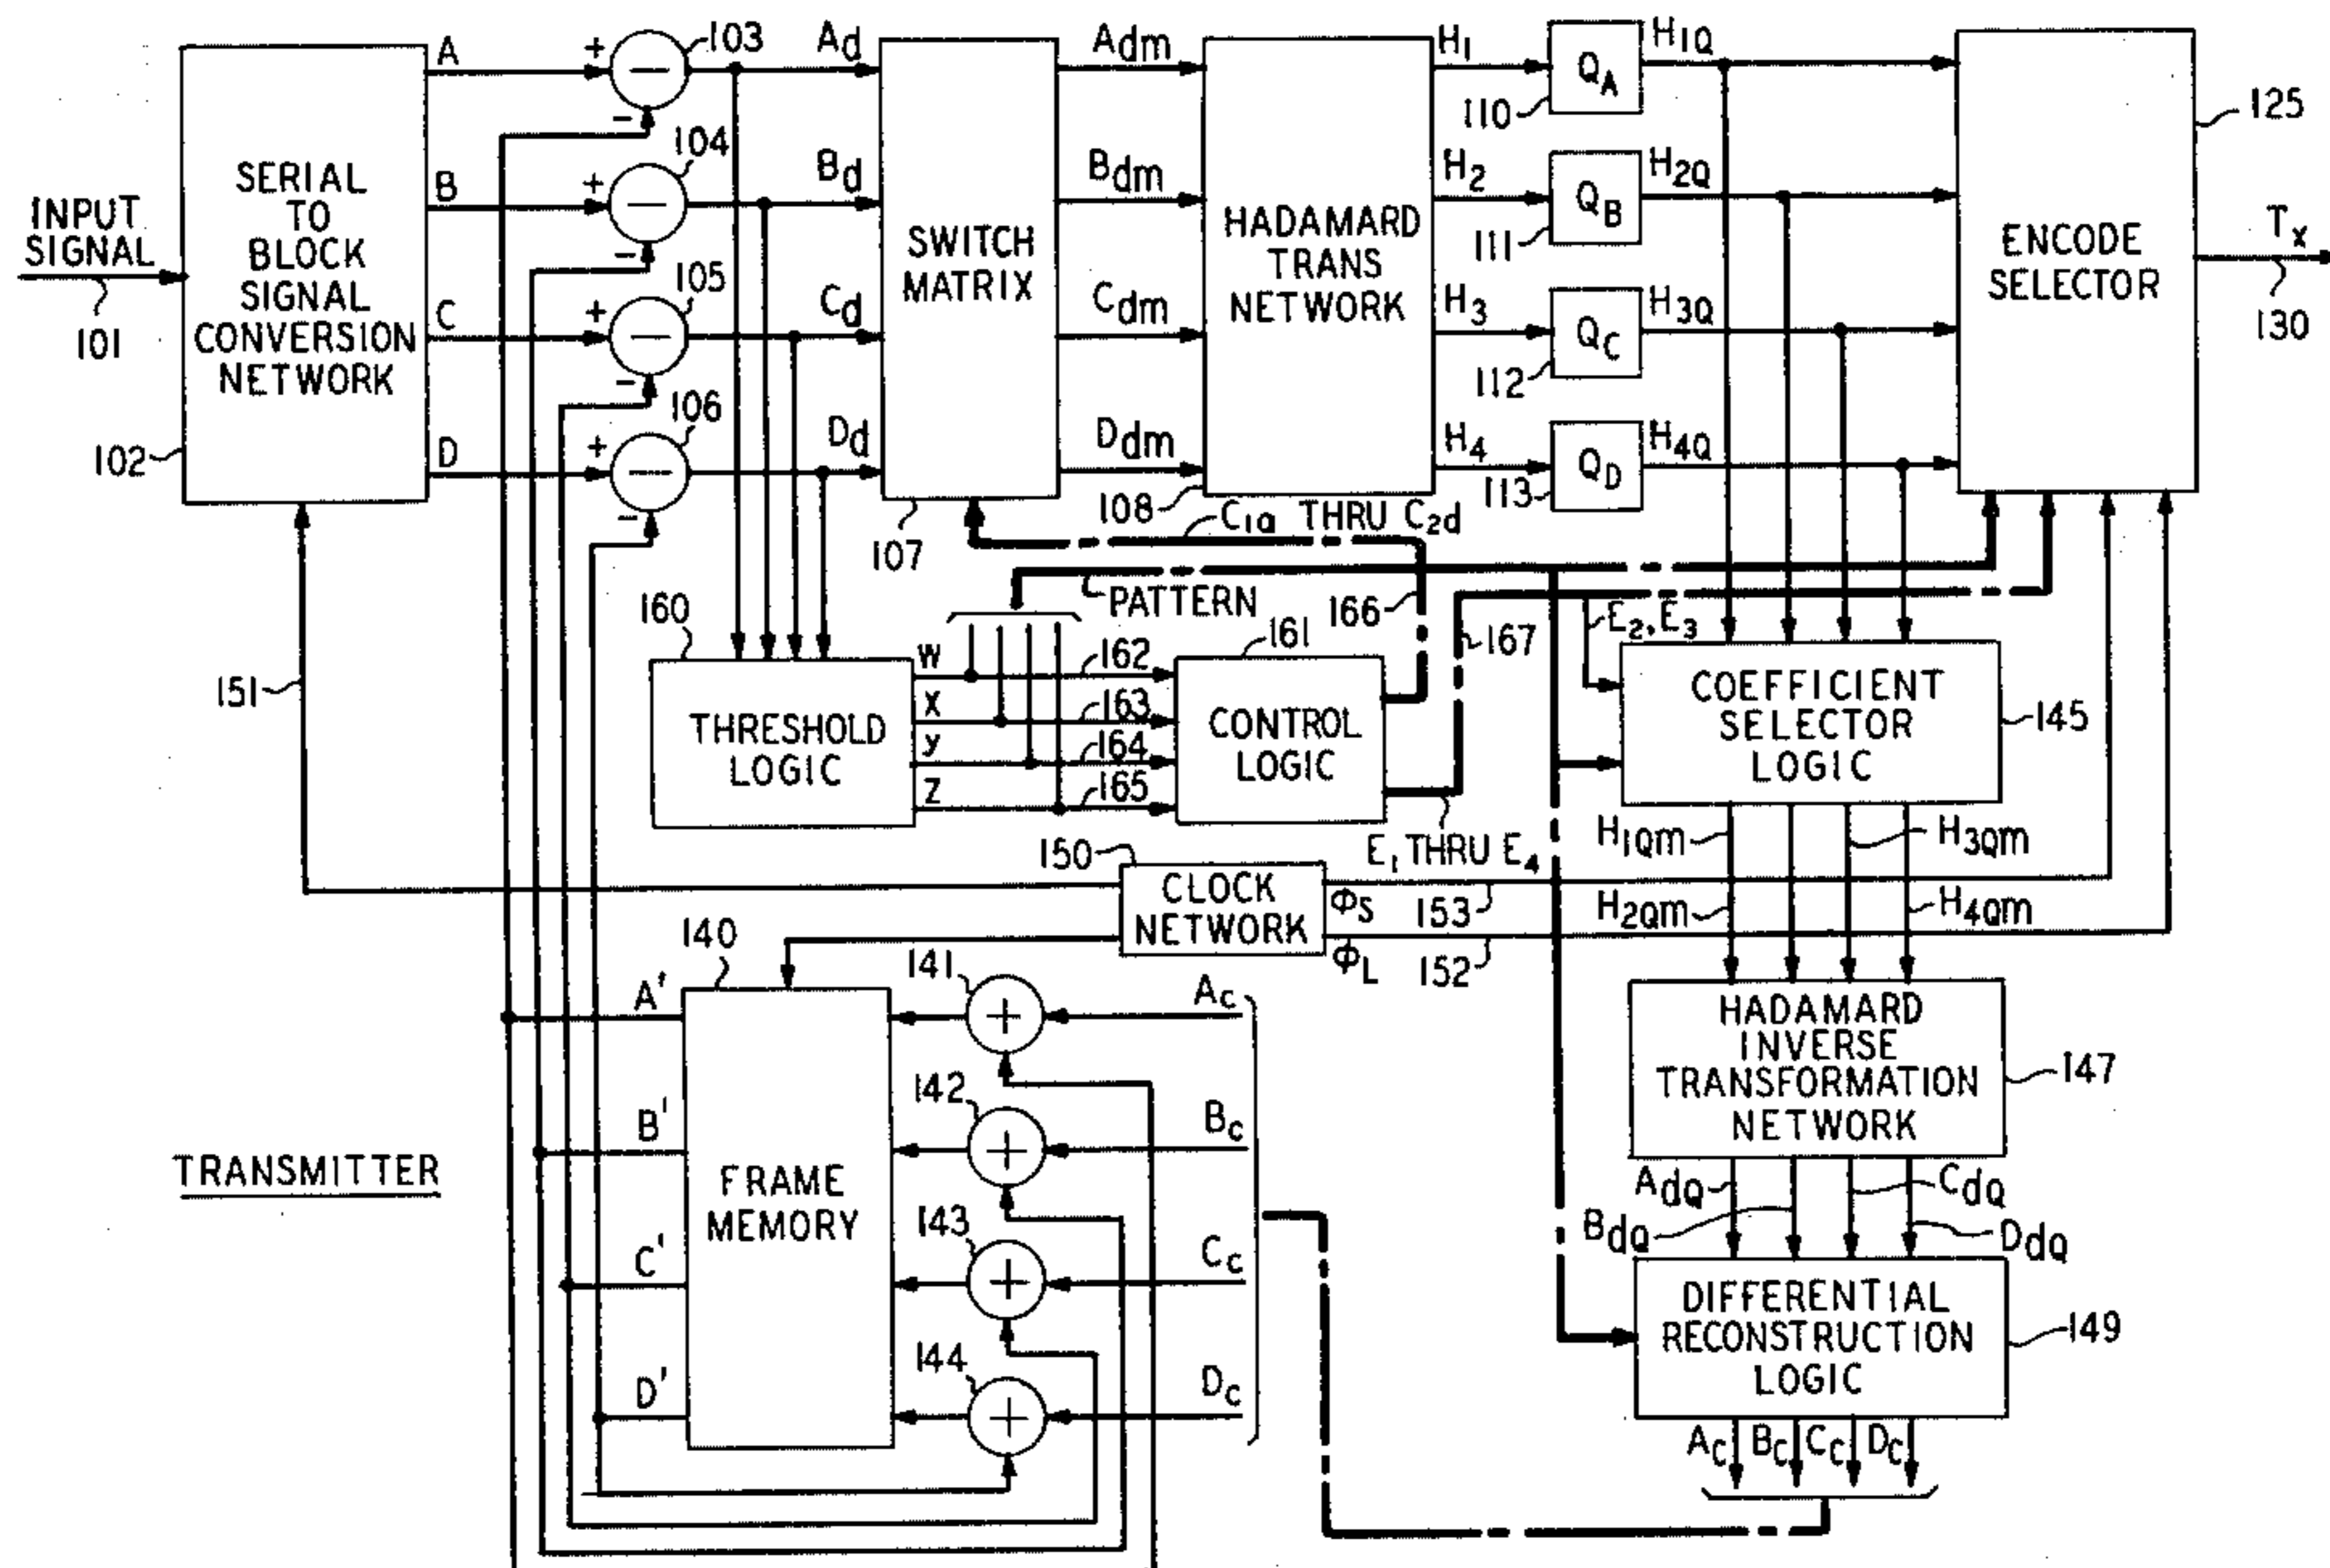 INPUT
SIGNAL
101
102
SERIAL
TO
BLOCK
SIGNAL
CONVERSION
NETWORK
A
B
C
D
+
−
103
+
−
104
+
−
105
+
−
106
Ad
Bd
Cd
Dd
SWITCH
MATRIX
107
Adm
Bdm
Cdm
Ddm
HADAMARD
TRANS
NETWORK
108
H1
H2
H3
H4
QA
110
QB
111
QC
112
QD
113
H1Q
H2Q
H3Q
H4Q
ENCODE
SELECTOR
125
Tx
130
C1a THRU C2d
PATTERN
166
167
E2, E3
151
160
THRESHOLD
LOGIC
W
X
y
Z
162
163
164
165
161
CONTROL
LOGIC
E1 THRU E4
COEFFICIENT
SELECTOR
LOGIC
145
150
CLOCK
NETWORK
ΦS
153
ΦL
152
H1Qm
H3Qm
H2Qm
H4Qm
140
FRAME
MEMORY
A'
B'
C'
D'
141
+
142
+
143
+
144
+
Ac
Bc
Cc
Dc
HADAMARD
INVERSE
TRANSFORMATION
NETWORK
147
AdQ
CdQ
BdQ
DdQ
DIFFERENTIAL
RECONSTRUCTION
LOGIC
149
AC BC CC DC
TRANSMITTER